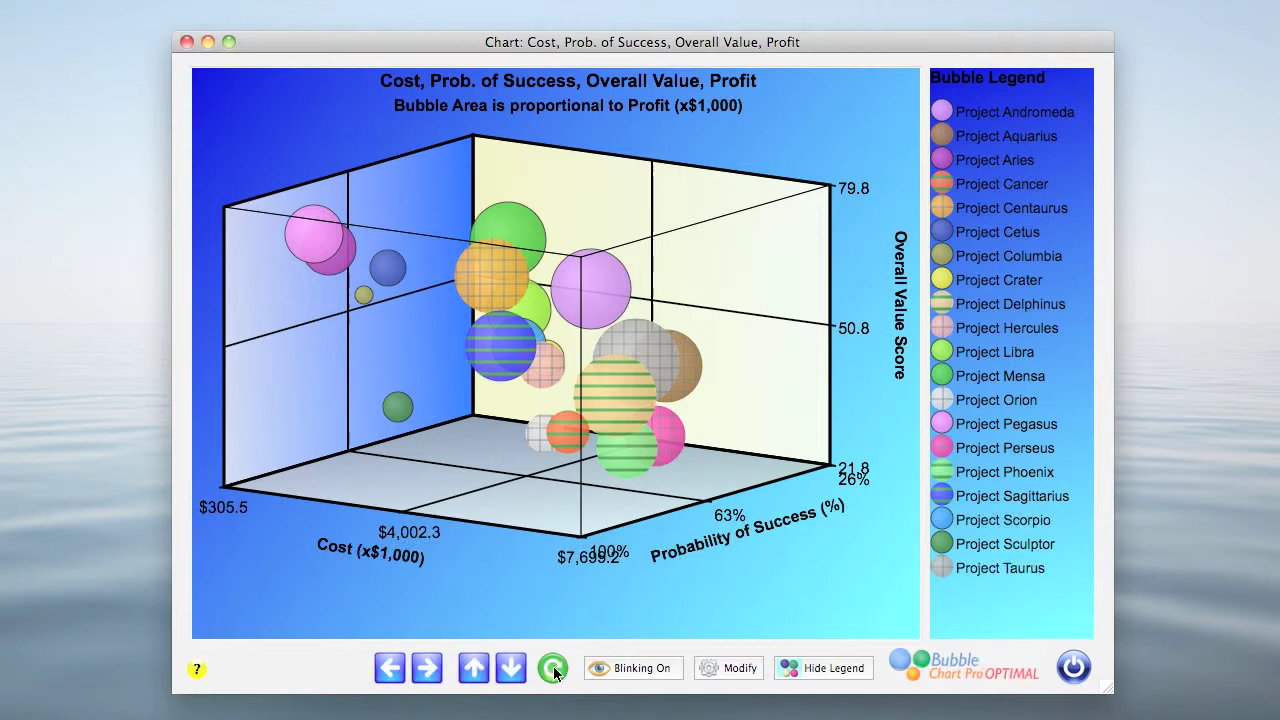 Chart: Cost, Prob. of Success, Overall Value, Profit
Cost, Prob. of Success, Overall Value, Profit
Bubble Area is proportional to Profit (x$1,000)
79.8
50.8
21.8
Overall Value Score
26%
63%
100%
Probability of Success (%)
$305.5
$4,002.3
Cost (x$1,000)
Bubble Legend
Project Andromeda
Project Aquarius
Project Aries
Project Cancer
Project Centaurus
Project Cetus
Project Columbia
Project Crater
Project Delphinus
Project Hercules
Project Libra
Project Mensa
Project Orion
Project Pegasus
Project Perseus
Project Phoenix
Project Sagittarius
Project Scorpio
Project Sculptor
Project Taurus
?
Blinking On
Modify
Hide Legend
Bubble
Chart Pro OPTIMAL